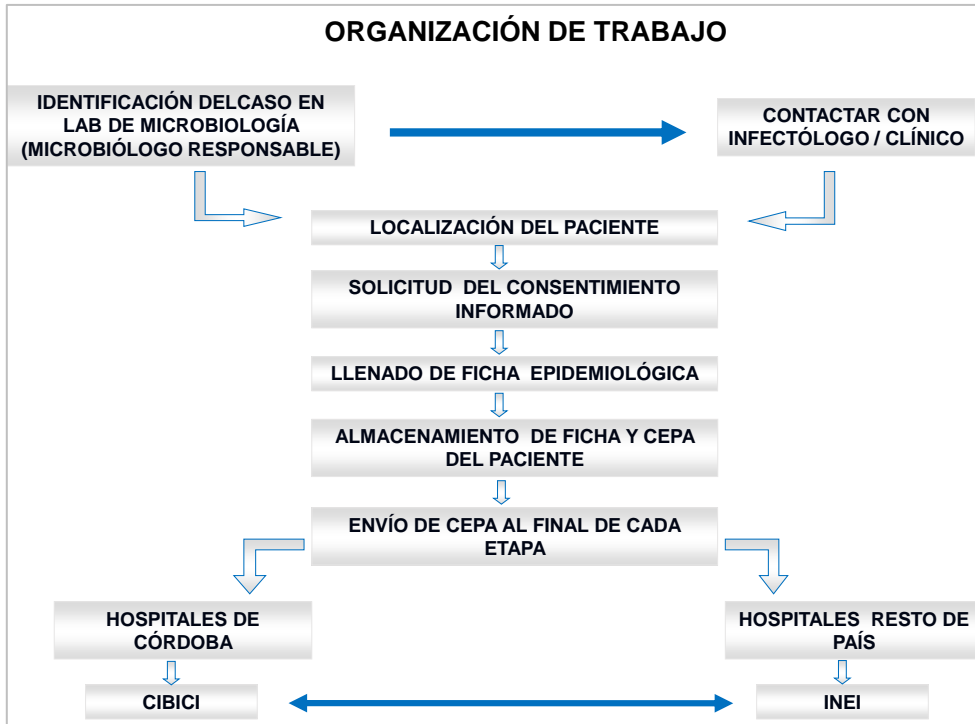 ORGANIZACIÓN DE TRABAJO
IDENTIFICACIÓN DELCASO EN
LAB DE MICROBIOLOGÍA
(MICROBIÓLOGO RESPONSABLE)
CONTACTAR CON
INFECTÓLOGO / CLÍNICO
LOCALIZACIÓN DEL PACIENTE
SOLICITUD DEL CONSENTIMIENTO
INFORMADO
LLENADO DE FICHA EPIDEMIOLÓGICA
ALMACENAMIENTO DE FICHA Y CEPA
DEL PACIENTE
ENVÍO DE CEPA AL FINAL DE CADA
ETAPA
HOSPITALES DE
CÓRDOBA
HOSPITALES RESTO DE
PAÍS
CIBICI
INEI